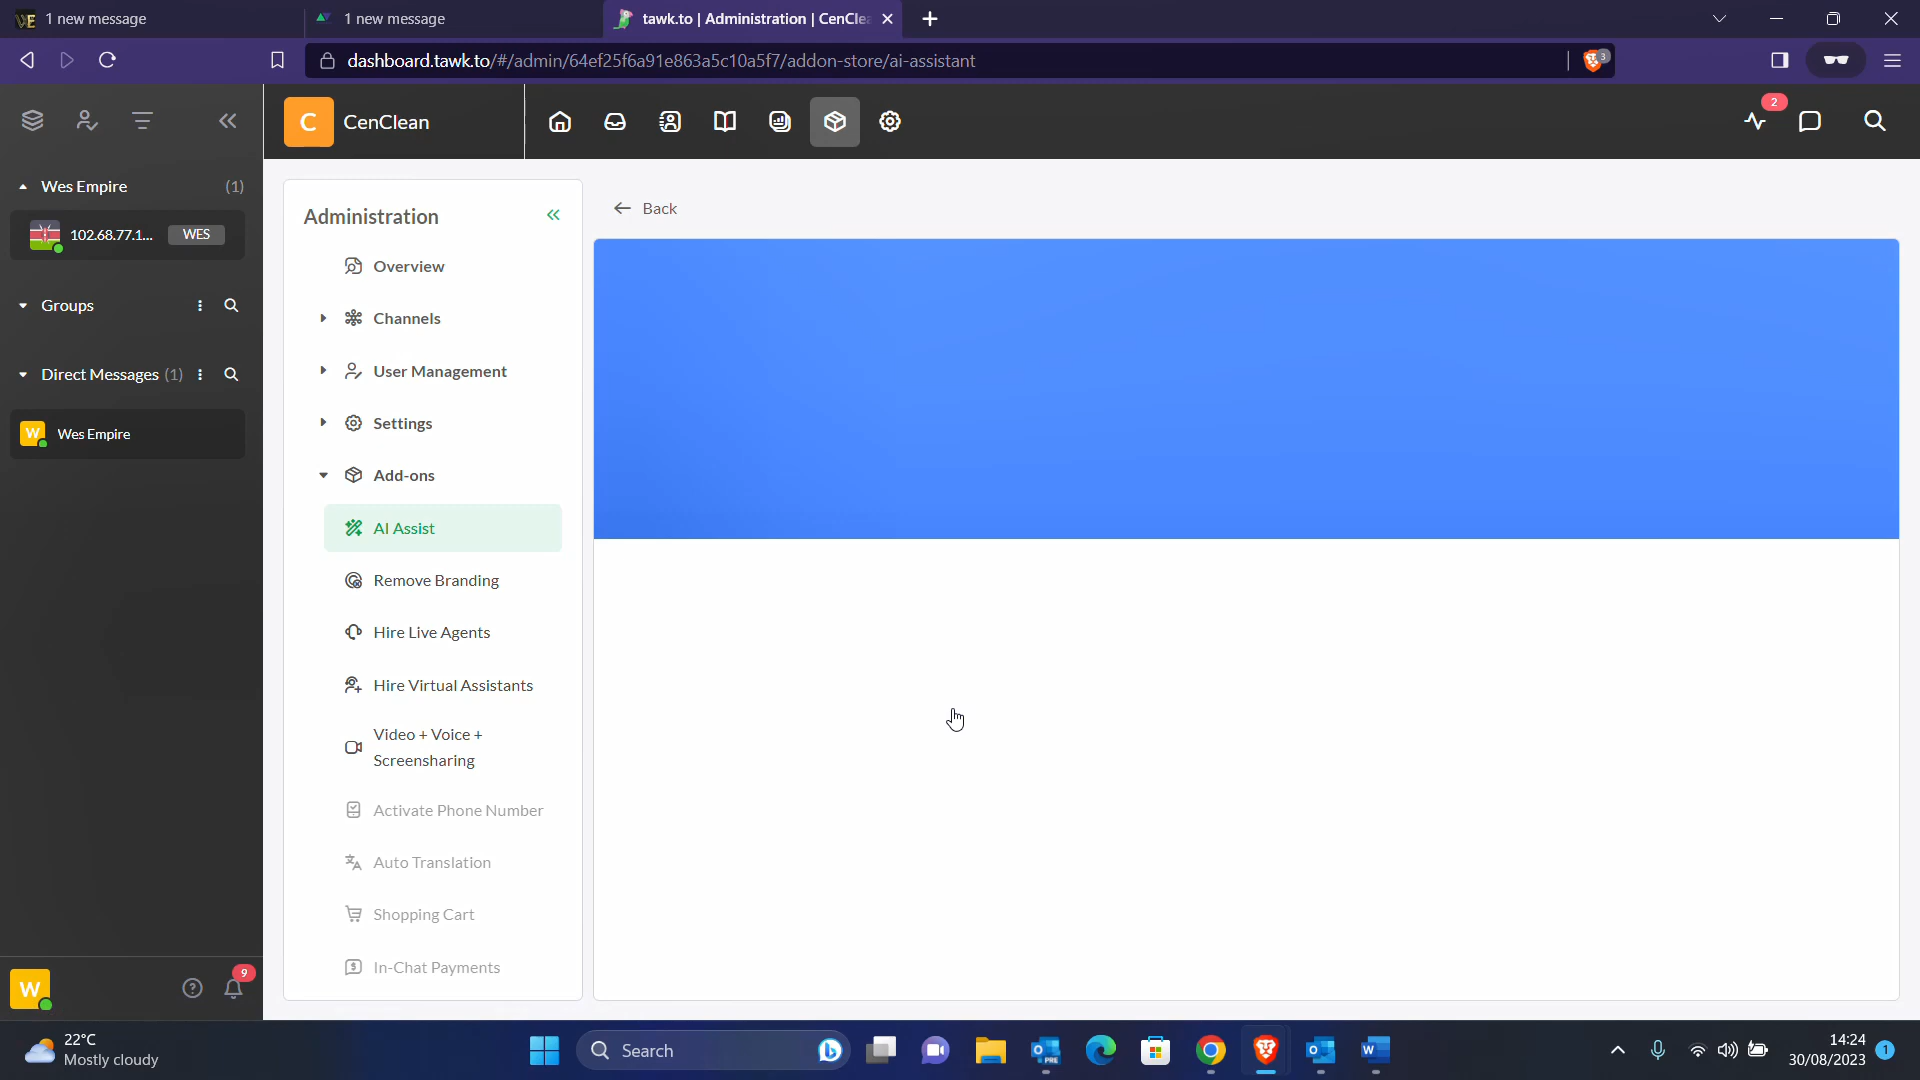 1 new message
1 new message
tawk.to | Administration | CenClea
dashboard.tawk.to/#/admin/64ef25f6a91e863a5c10a5f7/addon-store/ai-assistant
3
C
CenClean
2
Wes Empire (1)
102.68.77.1... WES
Groups
Direct Messages (1)
W Wes Empire
W
9
Administration
Overview
Channels
User Management
Settings
Add-ons
AI Assist
Remove Branding
Hire Live Agents
Hire Virtual Assistants
Video + Voice +
Screensharing
Activate Phone Number
Auto Translation
Shopping Cart
In-Chat Payments
Back
22°C
Mostly cloudy
Search
PRE
14:24
30/08/2023
1